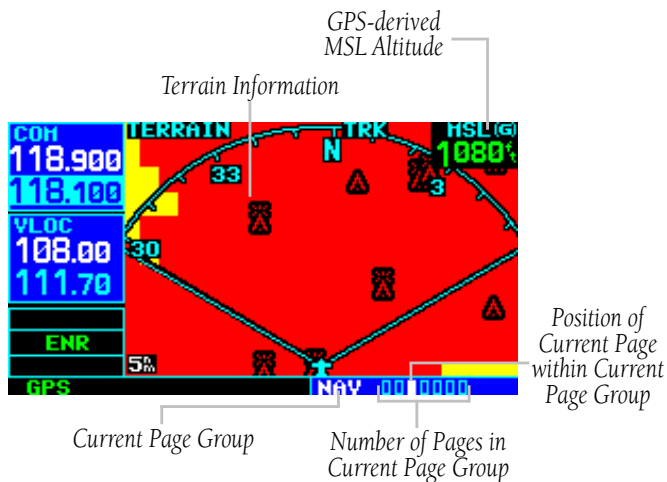 GPS-derived
MSL Altitude
Terrain Information
COM
118.900
118.100
VLOC
108.00
111.70
ENR
GPS
TERRAIN
TRK
MSL(G)
1080ft
N
33
3
30
5nm
NAV
Position of
Current Page
within Current
Page Group
Current Page Group
Number of Pages in
Current Page Group